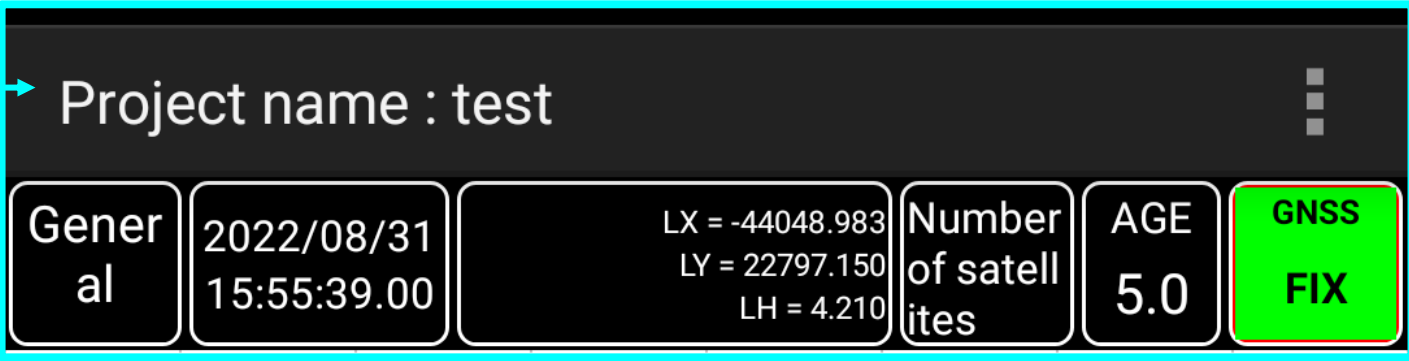 Project name : test
Gener
al
2022/08/31
15:55:39.00
LX = -44048.983
LY = 22797.150
LH = 4.210
Number
of satell
ites
AGE
5.0
GNSS
FIX